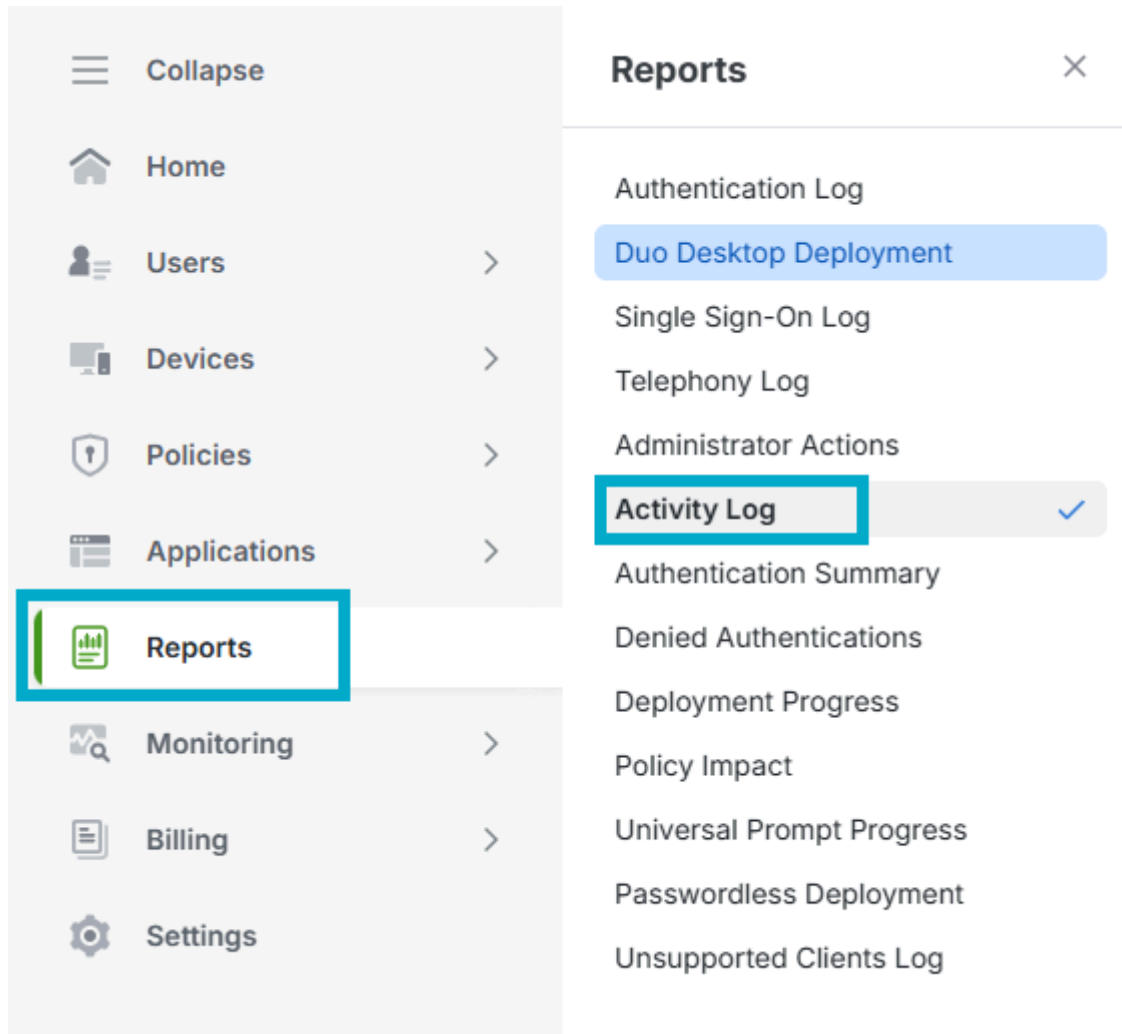 Collapse
Home
Users
Devices
Policies
Applications
Reports
Monitoring
Billing
Settings
Reports
Authentication Log
Duo Desktop Deployment
Single Sign-On Log
Telephony Log
Administrator Actions
Activity Log
Authentication Summary
Denied Authentications
Deployment Progress
Policy Impact
Universal Prompt Progress
Passwordless Deployment
Unsupported Clients Log